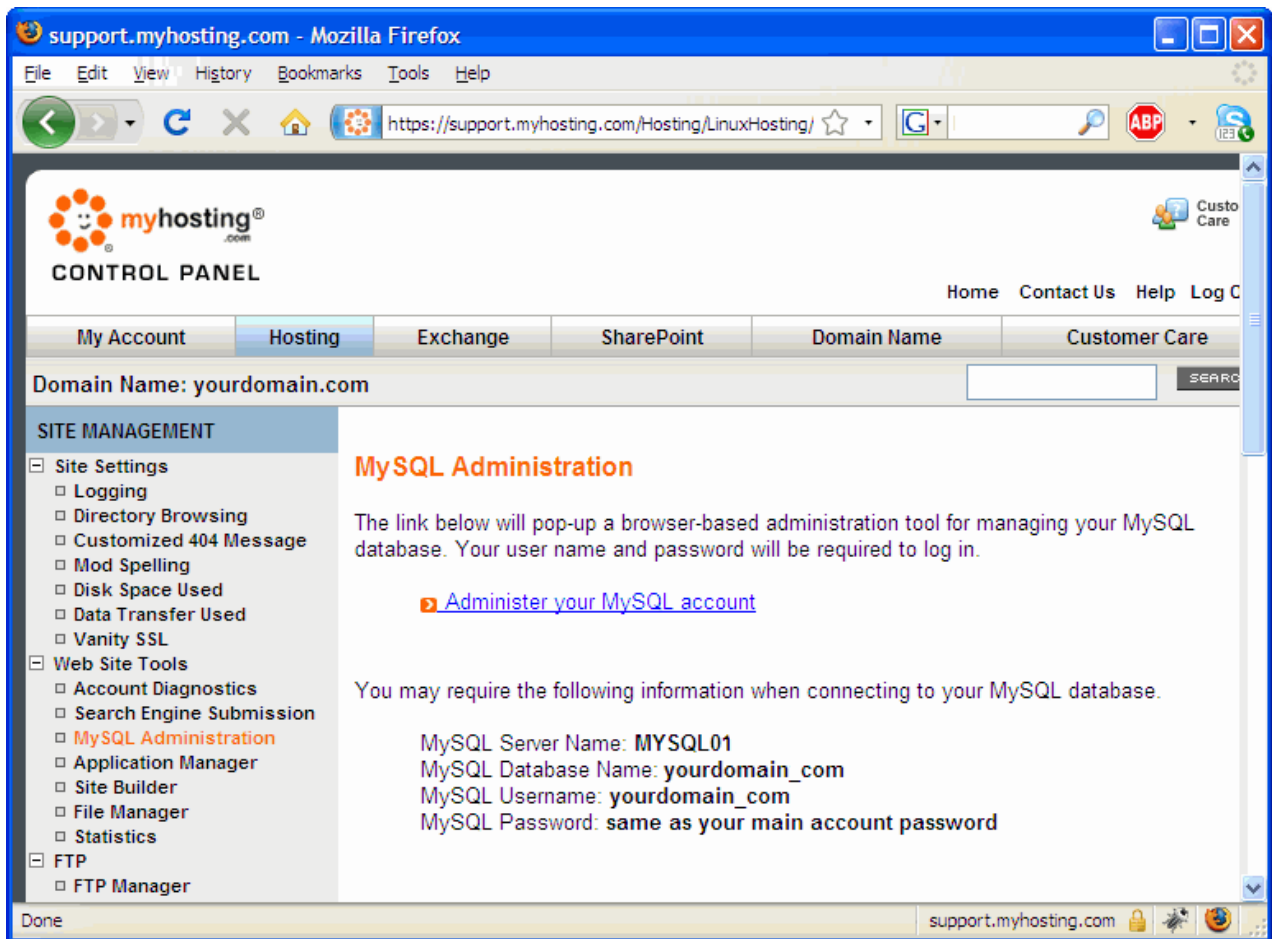 support.myhosting.com - Mozilla Firefox
File Edit View History Bookmarks Tools Help
https://support.myhosting.com/Hosting/LinuxHosting/ G ABP 123
myhosting®
.com
®
CONTROL PANEL
Custo
Care
Home Contact Us Help Log O
My Account Hosting Exchange SharePoint Domain Name Customer Care
Domain Name: yourdomain.com SEARC
SITE MANAGEMENT
Site Settings
Logging
Directory Browsing
Customized 404 Message
Mod Spelling
Disk Space Used
Data Transfer Used
Vanity SSL
Web Site Tools
Account Diagnostics
Search Engine Submission
MySQL Administration
Application Manager
Site Builder
File Manager
Statistics
FTP
FTP Manager
MySQL Administration
The link below will pop-up a browser-based administration tool for managing your MySQL
database. Your user name and password will be required to log in.
Administer your MySQL account
You may require the following information when connecting to your MySQL database.
MySQL Server Name: MYSQL01
MySQL Database Name: yourdomain_com
MySQL Username: yourdomain_com
MySQL Password: same as your main account password
Done support.myhosting.com